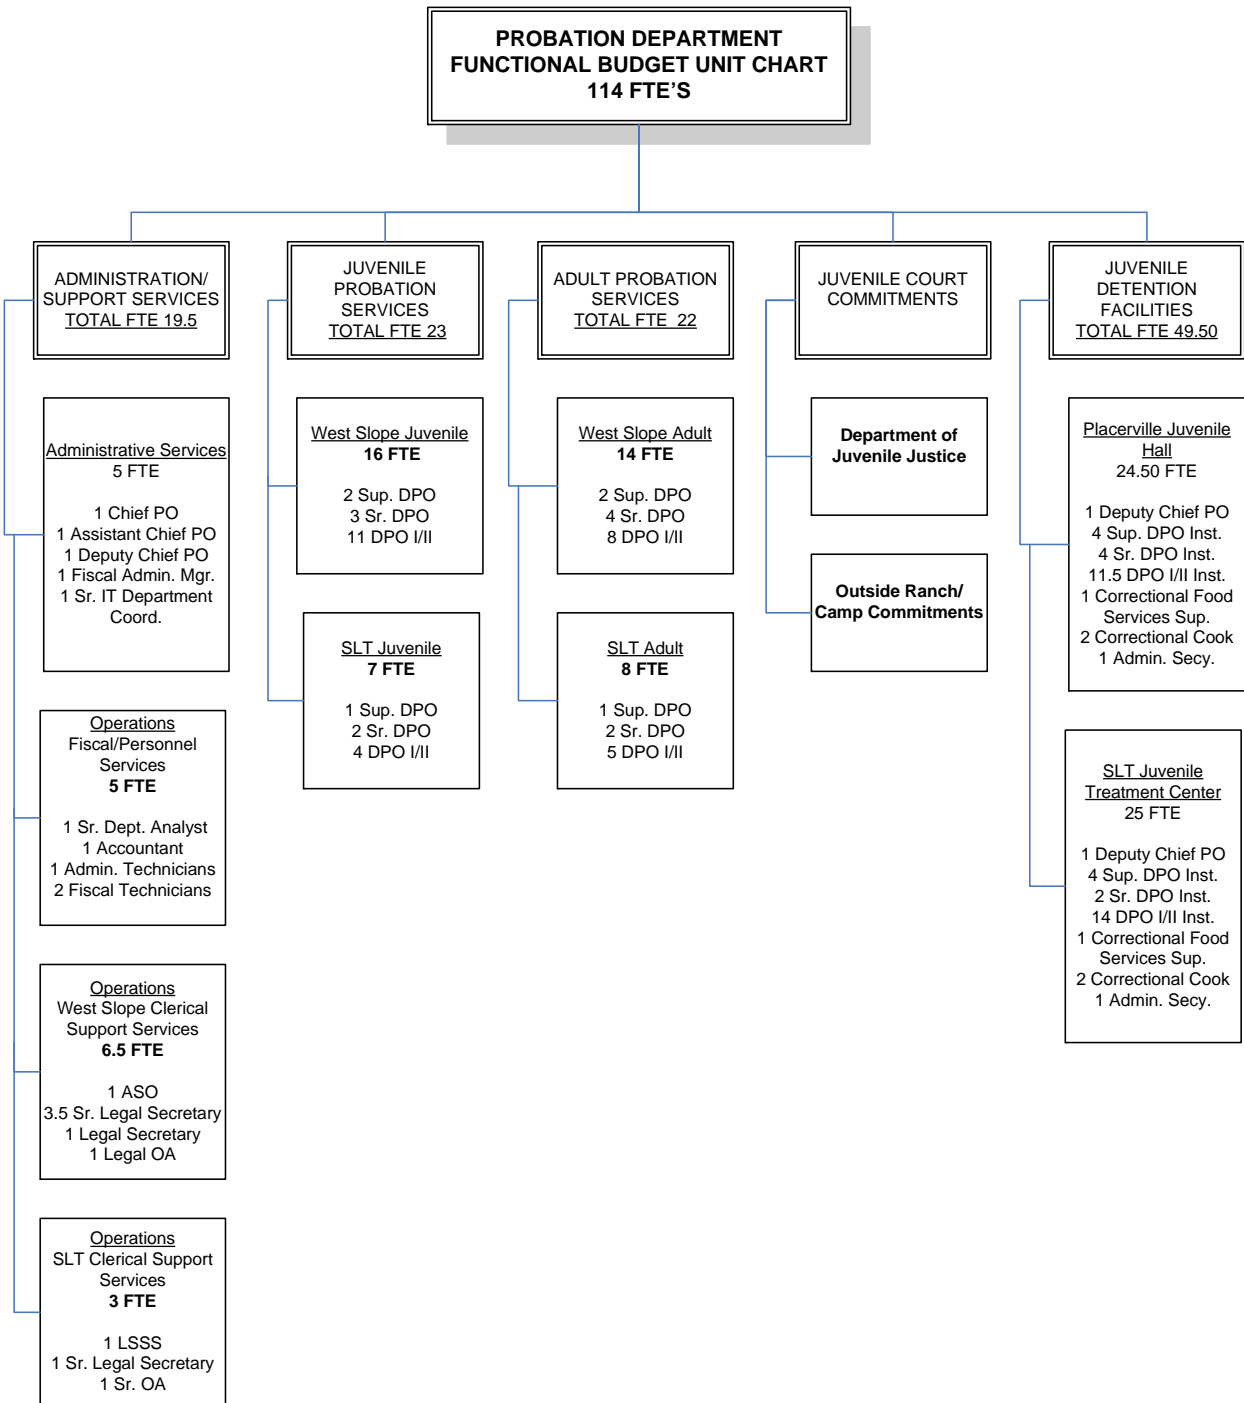 PROBATION DEPARTMENT
FUNCTIONAL BUDGET UNIT CHART
114 FTE'S
ADMINISTRATION/
SUPPORT SERVICES
TOTAL FTE 19.5
JUVENILE
PROBATION
SERVICES
TOTAL FTE 23
ADULT PROBATION
SERVICES
TOTAL FTE 22
JUVENILE COURT
COMMITMENTS
JUVENILE
DETENTION
FACILITIES
TOTAL FTE 49.50
Administrative Services
5 FTE
1 Chief PO
1 Assistant Chief PO
1 Deputy Chief PO
1 Fiscal Admin. Mgr.
1 Sr. IT Department
Coord.
Operations
Fiscal/Personnel
Services
5 FTE
1 Sr. Dept. Analyst
1 Accountant
1 Admin. Technicians
2 Fiscal Technicians
Operations
West Slope Clerical
Support Services
6.5 FTE
1 ASO
3.5 Sr. Legal Secretary
1 Legal Secretary
1 Legal OA
Operations
SLT Clerical Support
Services
3 FTE
1 LSSS
1 Sr. Legal Secretary
1 Sr. OA
West Slope Juvenile
16 FTE
2 Sup. DPO
3 Sr. DPO
11 DPO I/II
SLT Juvenile
7 FTE
1 Sup. DPO
2 Sr. DPO
4 DPO I/II
West Slope Adult
14 FTE
2 Sup. DPO
4 Sr. DPO
8 DPO I/II
SLT Adult
8 FTE
1 Sup. DPO
2 Sr. DPO
5 DPO I/II
Department of
Juvenile Justice
Outside Ranch/
Camp Commitments
Placerville Juvenile
Hall
24.50 FTE
1 Deputy Chief PO
4 Sup. DPO Inst.
4 Sr. DPO Inst.
11.5 DPO I/II Inst.
1 Correctional Food
Services Sup.
2 Correctional Cook
1 Admin. Secy.
SLT Juvenile
Treatment Center
25 FTE
1 Deputy Chief PO
4 Sup. DPO Inst.
2 Sr. DPO Inst.
14 DPO I/II Inst.
1 Correctional Food
Services Sup.
2 Correctional Cook
1 Admin. Secy.